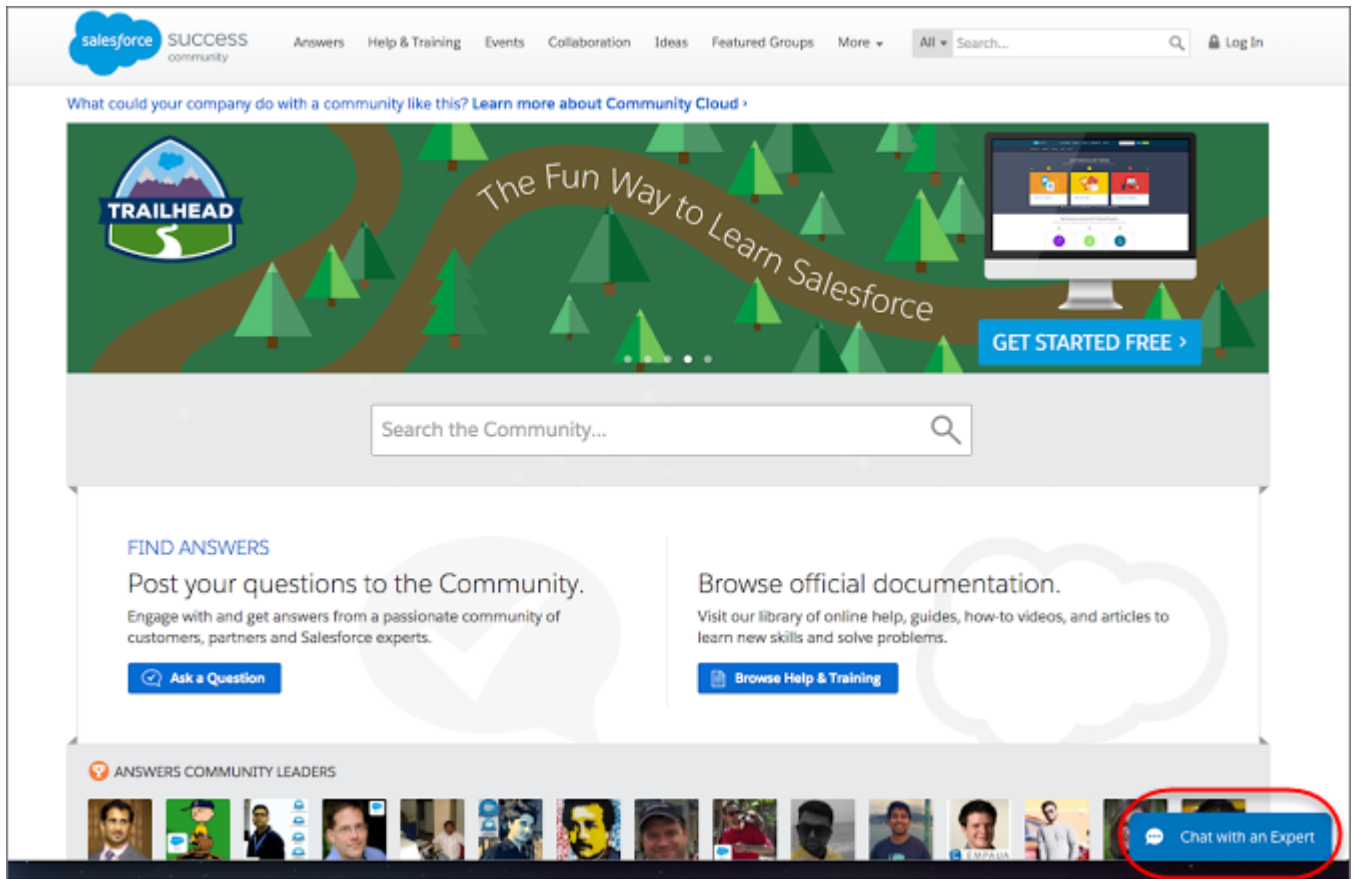 salesforce success community
Answers Help & Training Events Collaboration Ideas Featured Groups More All Search... Log In
What could your company do with a community like this? Learn more about Community Cloud ›
TRAILHEAD
The Fun Way to Learn Salesforce
GET STARTED FREE ›
Search the Community...
FIND ANSWERS
Post your questions to the Community.
Engage with and get answers from a passionate community of
customers, partners and Salesforce experts.
Ask a Question
Browse official documentation.
Visit our library of online help, guides, how-to videos, and articles to
learn new skills and solve problems.
Browse Help & Training
ANSWERS COMMUNITY LEADERS
EMPAUA
Chat with an Expert